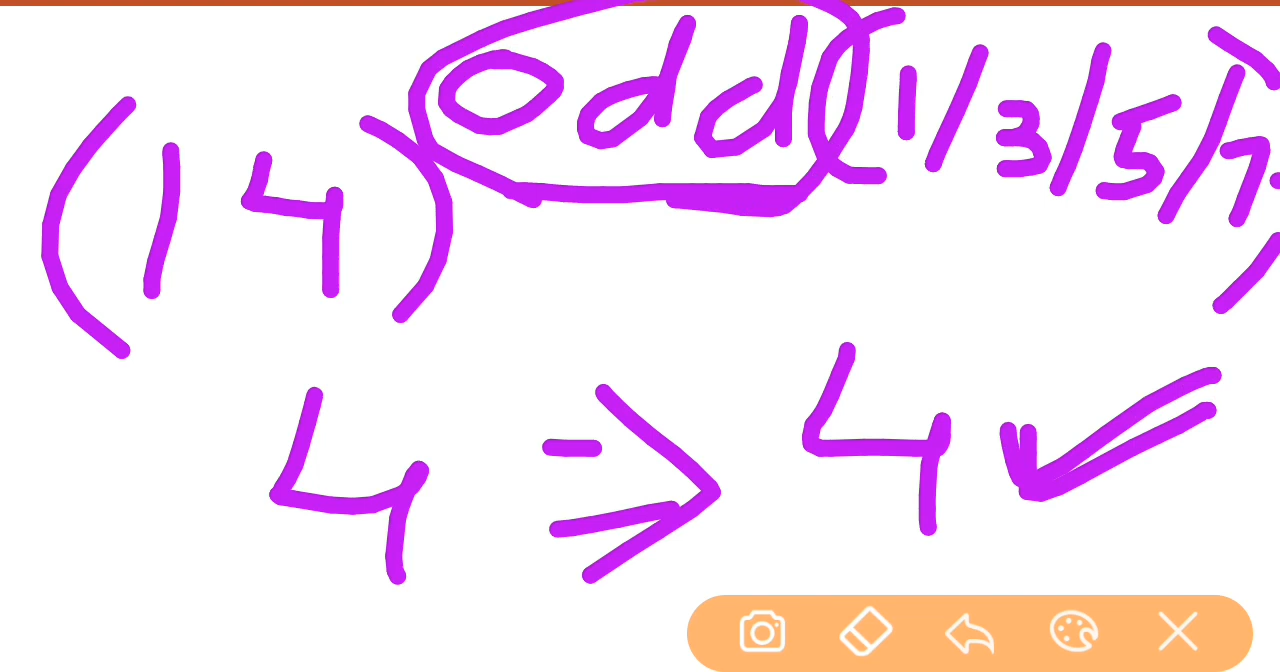 (14) Odd (1/3/5/7
4 ⇒ 4 ✓